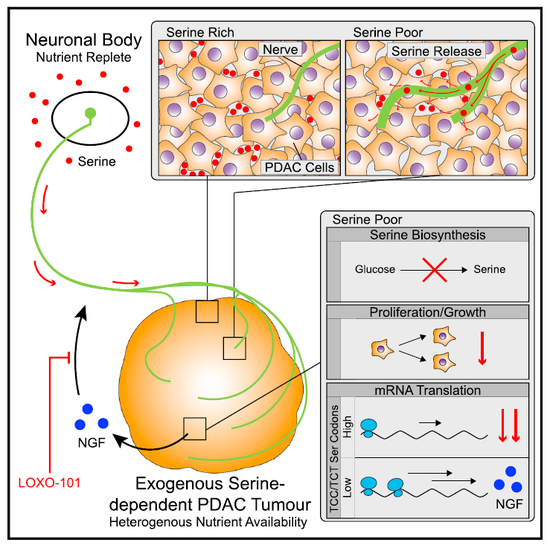 Neuronal Body
Nutrient Replete
Serine
Serine Rich
Nerve
PDAC Cells
Serine Poor
Serine Release
Serine Poor
Serine Biosynthesis
Glucose
Serine
Proliferation/Growth
mRNA Translation
TCC/TCT Ser Codons
High
Low
NGF
NGF
LOXO-101
Exogenous Serine-
dependent PDAC Tumour
Heterogenous Nutrient Availability